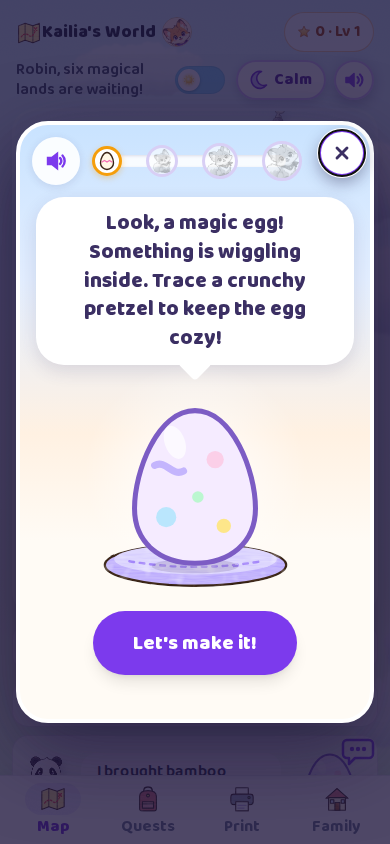 Kailia's World
0 · Lv 1
Robin, six magical
lands are waiting!
Calm
Look, a magic egg!
Something is wiggling
inside. Trace a crunchy
pretzel to keep the egg
cozy!
Let's make it!
I brought bamboo
Map
Quests
Print
Family